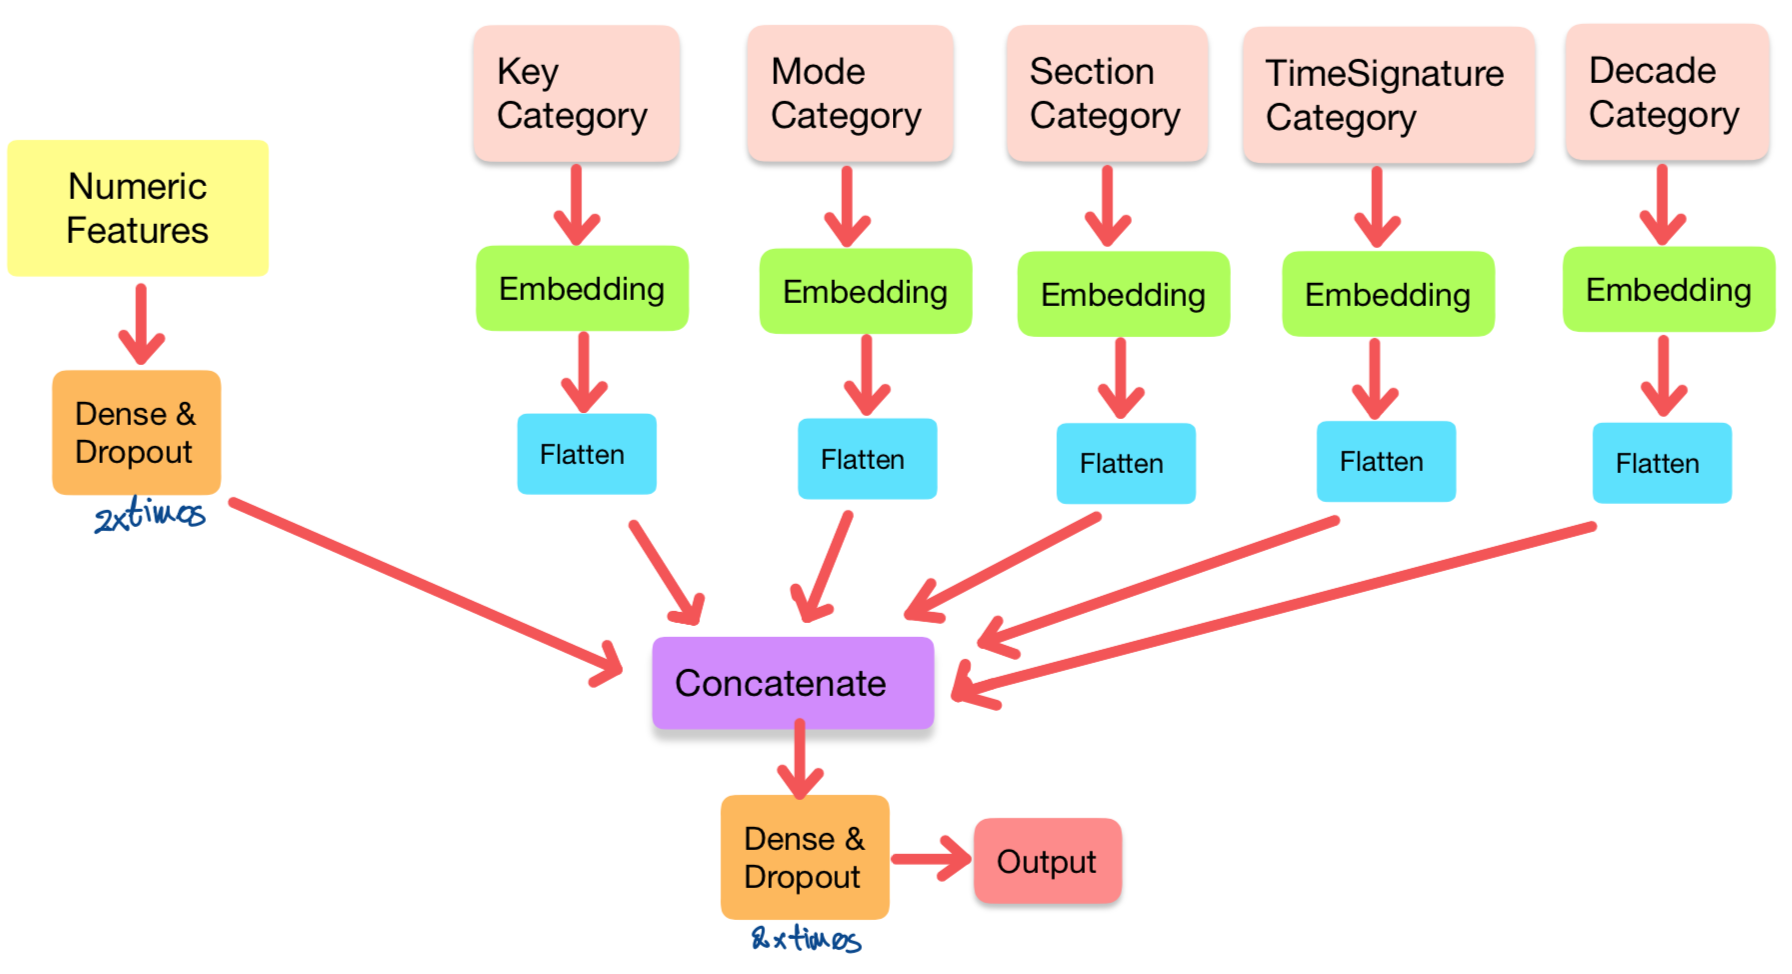 Key
Category
Mode
Category
Section
Category
TimeSignature
Category
Decade
Category
Numeric
Features
Embedding
Embedding
Embedding
Embedding
Embedding
Dense &
Dropout
2xtimes
Flatten
Flatten
Flatten
Flatten
Flatten
Concatenate
Dense &
Dropout
2xtimes
Output